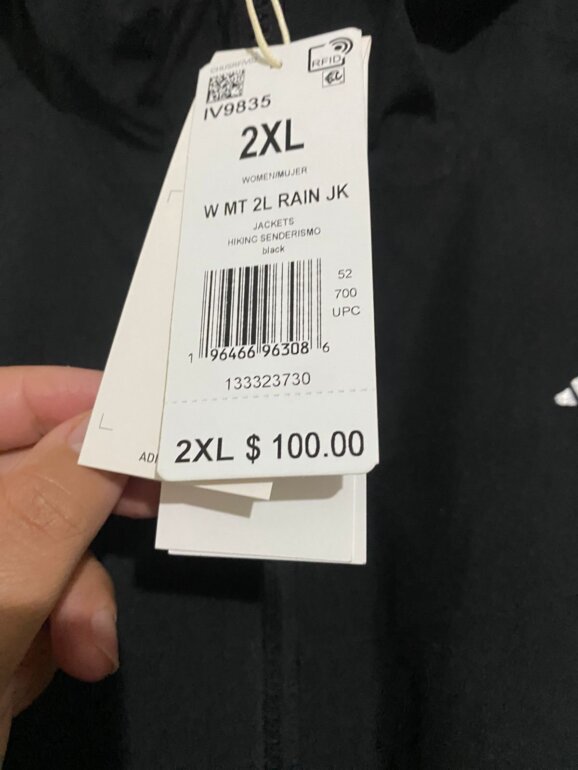 RFID
IV9835
2XL
WOMEN/MUJER
W MT 2L RAIN JK
JACKETS
HIKING SENDERISMO
black
52
700
UPC
1 96466 96308 6
133323730
2XL $ 100.00